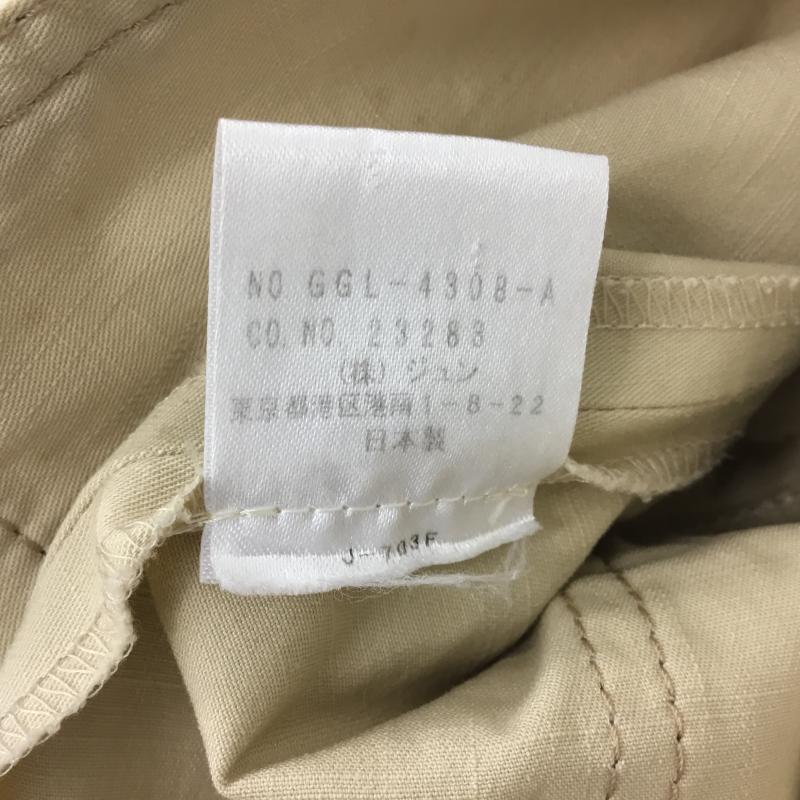 NO GGL-4308-A
CO. NO. 23283
(株) ジュン
東京都港区港南1-8-22
日本製
J-703F